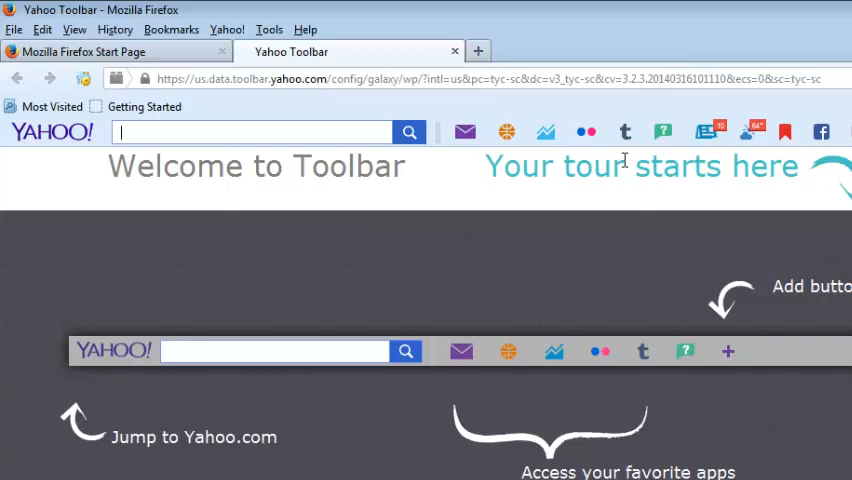 Yahoo Toolbar - Mozilla Firefox
File Edit View History Bookmarks Yahoo! Tools Help
Mozilla Firefox Start Page × Yahoo Toolbar × +
https://us.data.toolbar.yahoo.com/config/galaxy/wp/?intl=us&pc=tyc-sc&dc=v3_tyc-sc&cv=3.2.3.20140316101110&ecs=0&sc=tyc-sc
Most Visited Getting Started
YAHOO! t ? 10 64° f
Welcome to Toolbar Your tour starts here
Add butto
YAHOO! t ? +
Jump to Yahoo.com
Access your favorite apps